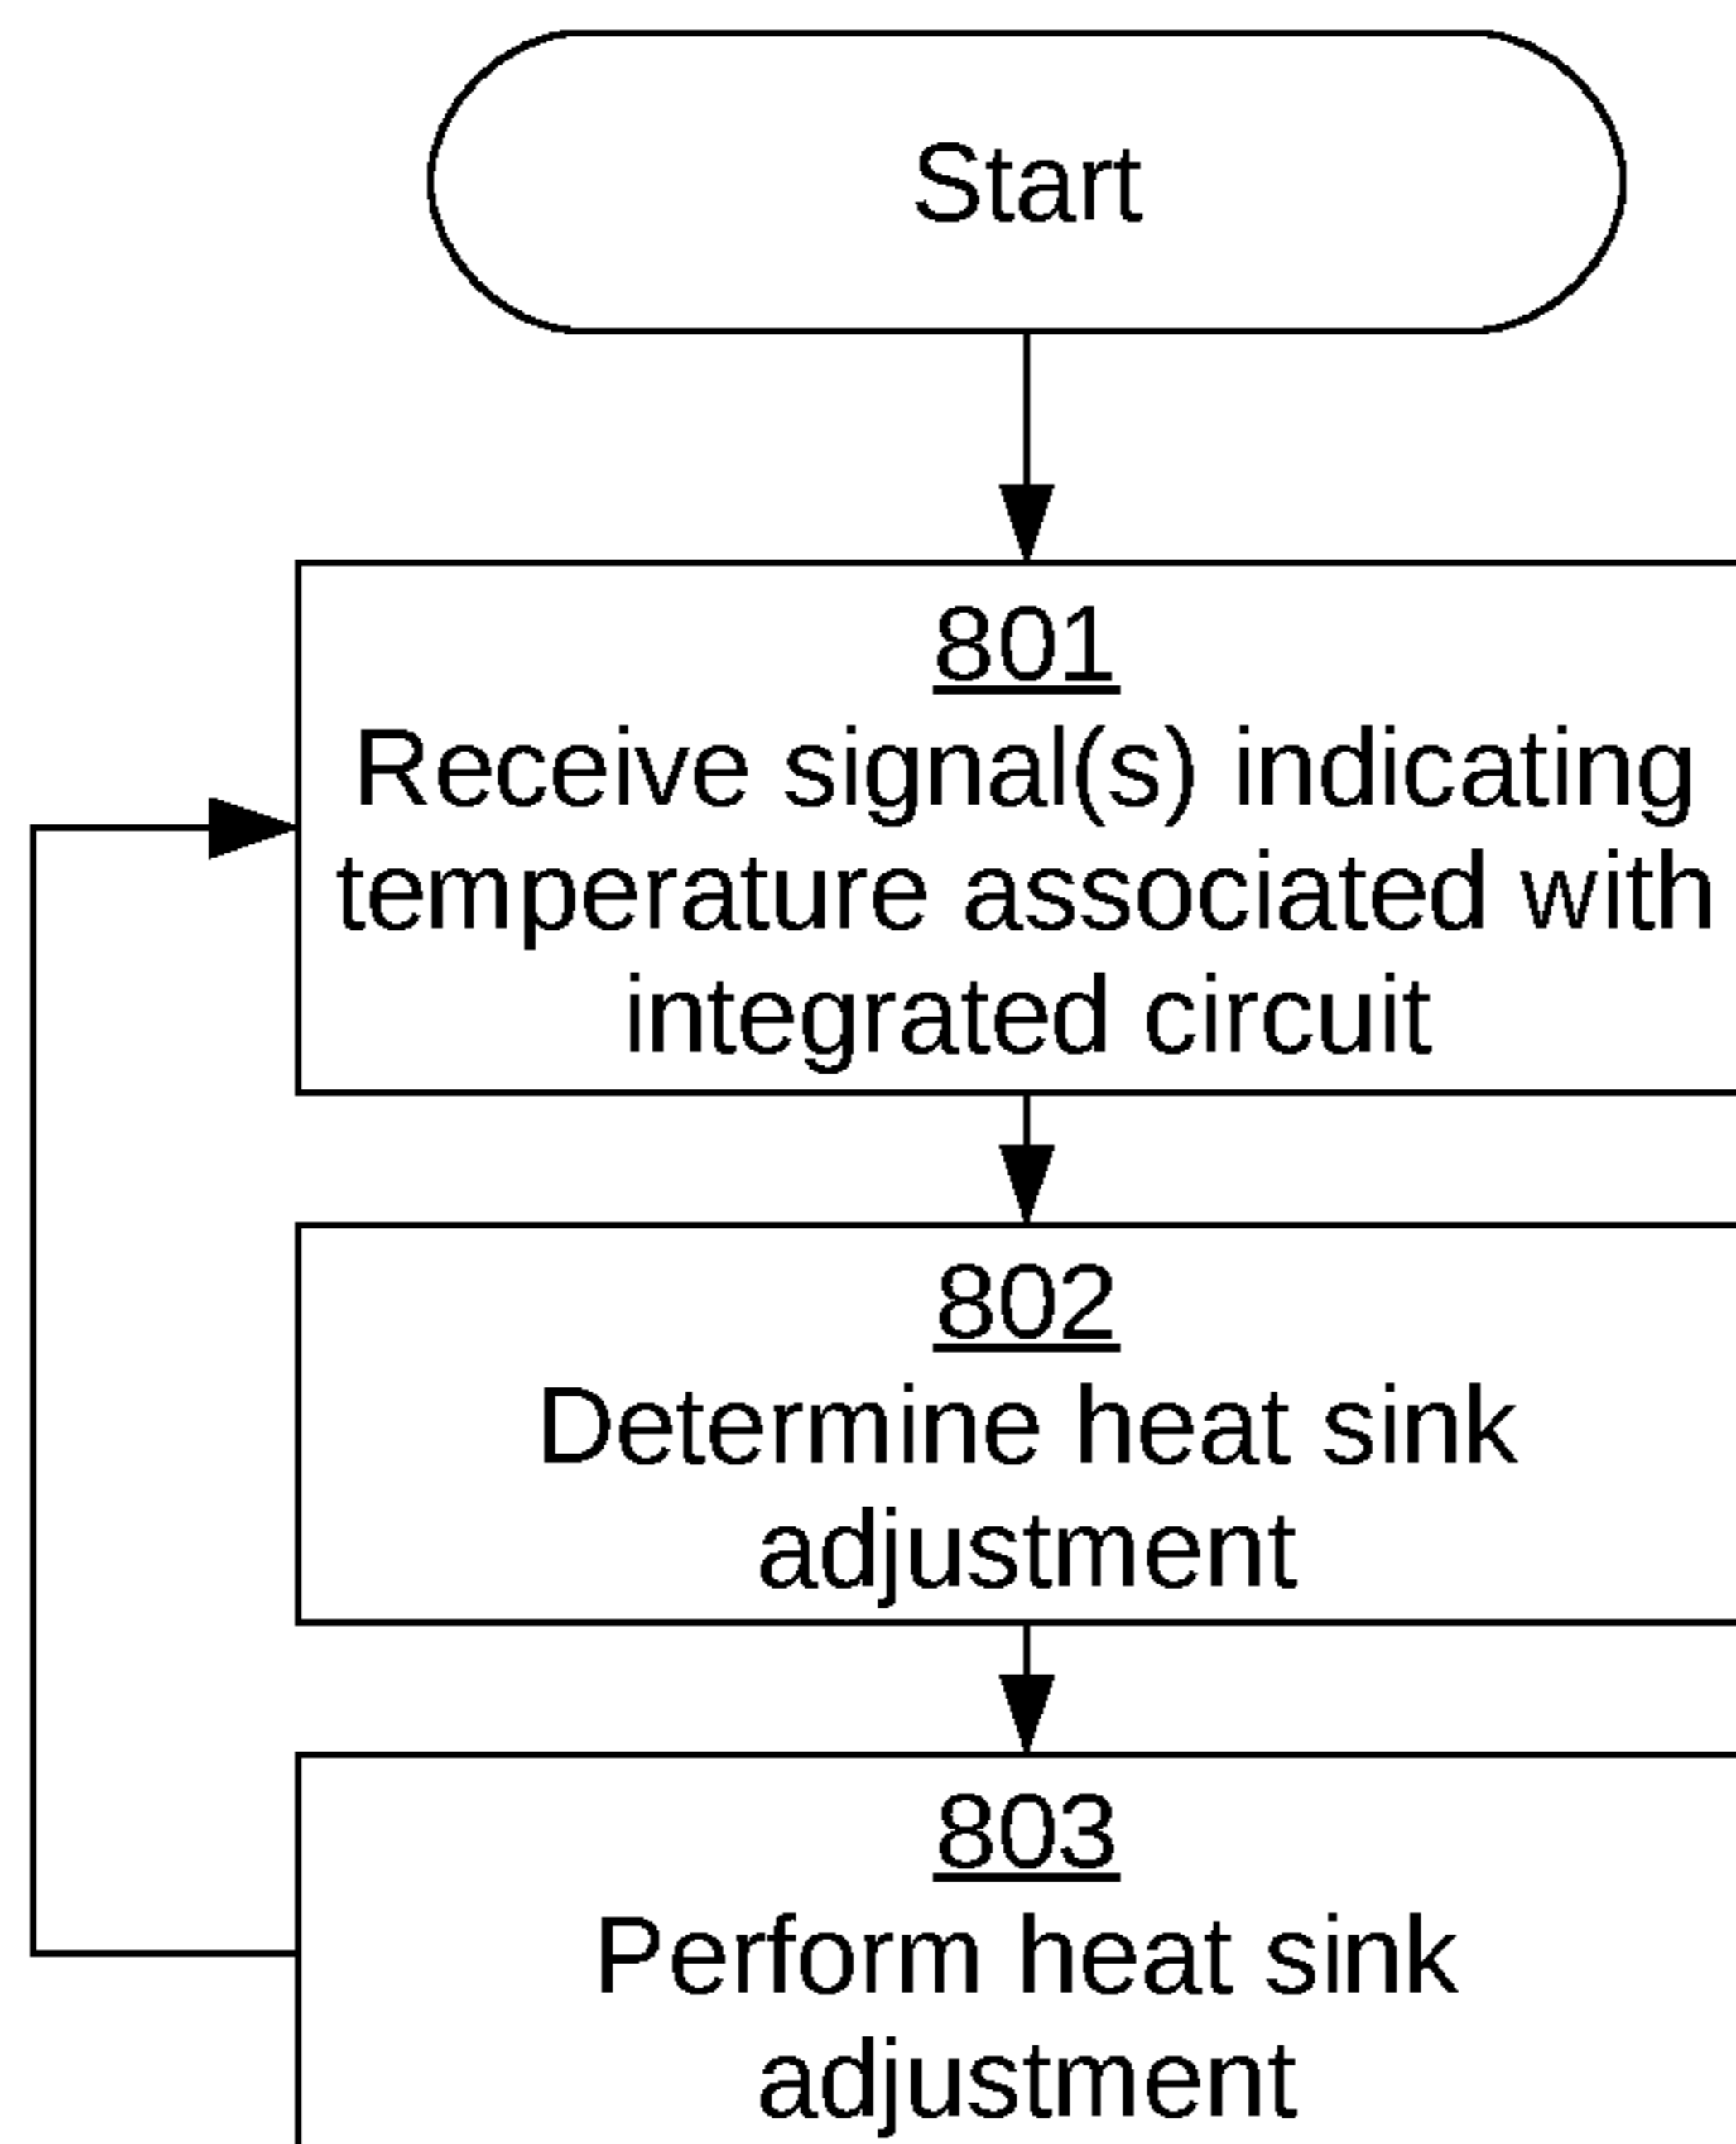 Start
801
Receive signal(s) indicating
temperature associated with
integrated circuit
802
Determine heat sink
adjustment
803
Perform heat sink
adjustment